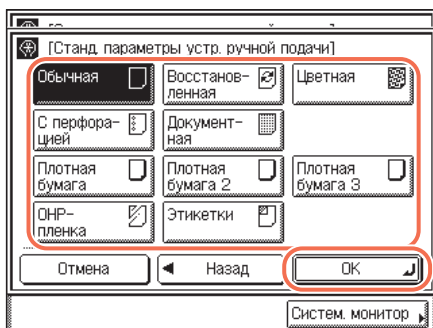 [Станд. параметры устр. ручной подачи]
Обычная
Восстанов-
ленная
Цветная
С перфора-
цией
Документ-
ная
Плотная
бумага
Плотная
бумага 2
Плотная
бумага 3
OHP-
пленка
Этикетки
Отмена
Назад
OK
Систем. монитор